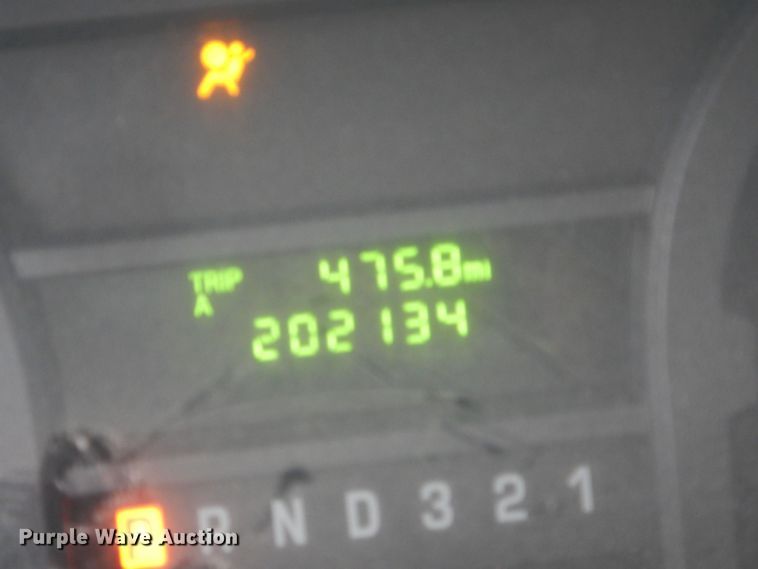 TRIP 475.8mi
A
202134
P R N D 3 2 1
Purple Wave Auction